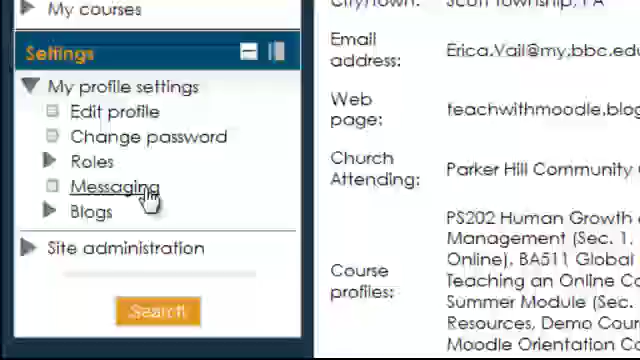 My courses
Settings
My profile settings
Edit profile
Change password
Roles
Messaging
Blogs
Site administration
Search
City/Town: Scott Township, PA
Email
address: Erica.Vail@my.bbc.edu
Web
page: teachwithmoodle.blog
Church
Attending: Parker Hill Community
Course
profiles:
PS202 Human Growth
Management (Sec. 1,
Online), BA511 Global
Teaching an Online
Summer Module (Sec.
Resources, Demo
Moodle Orientation